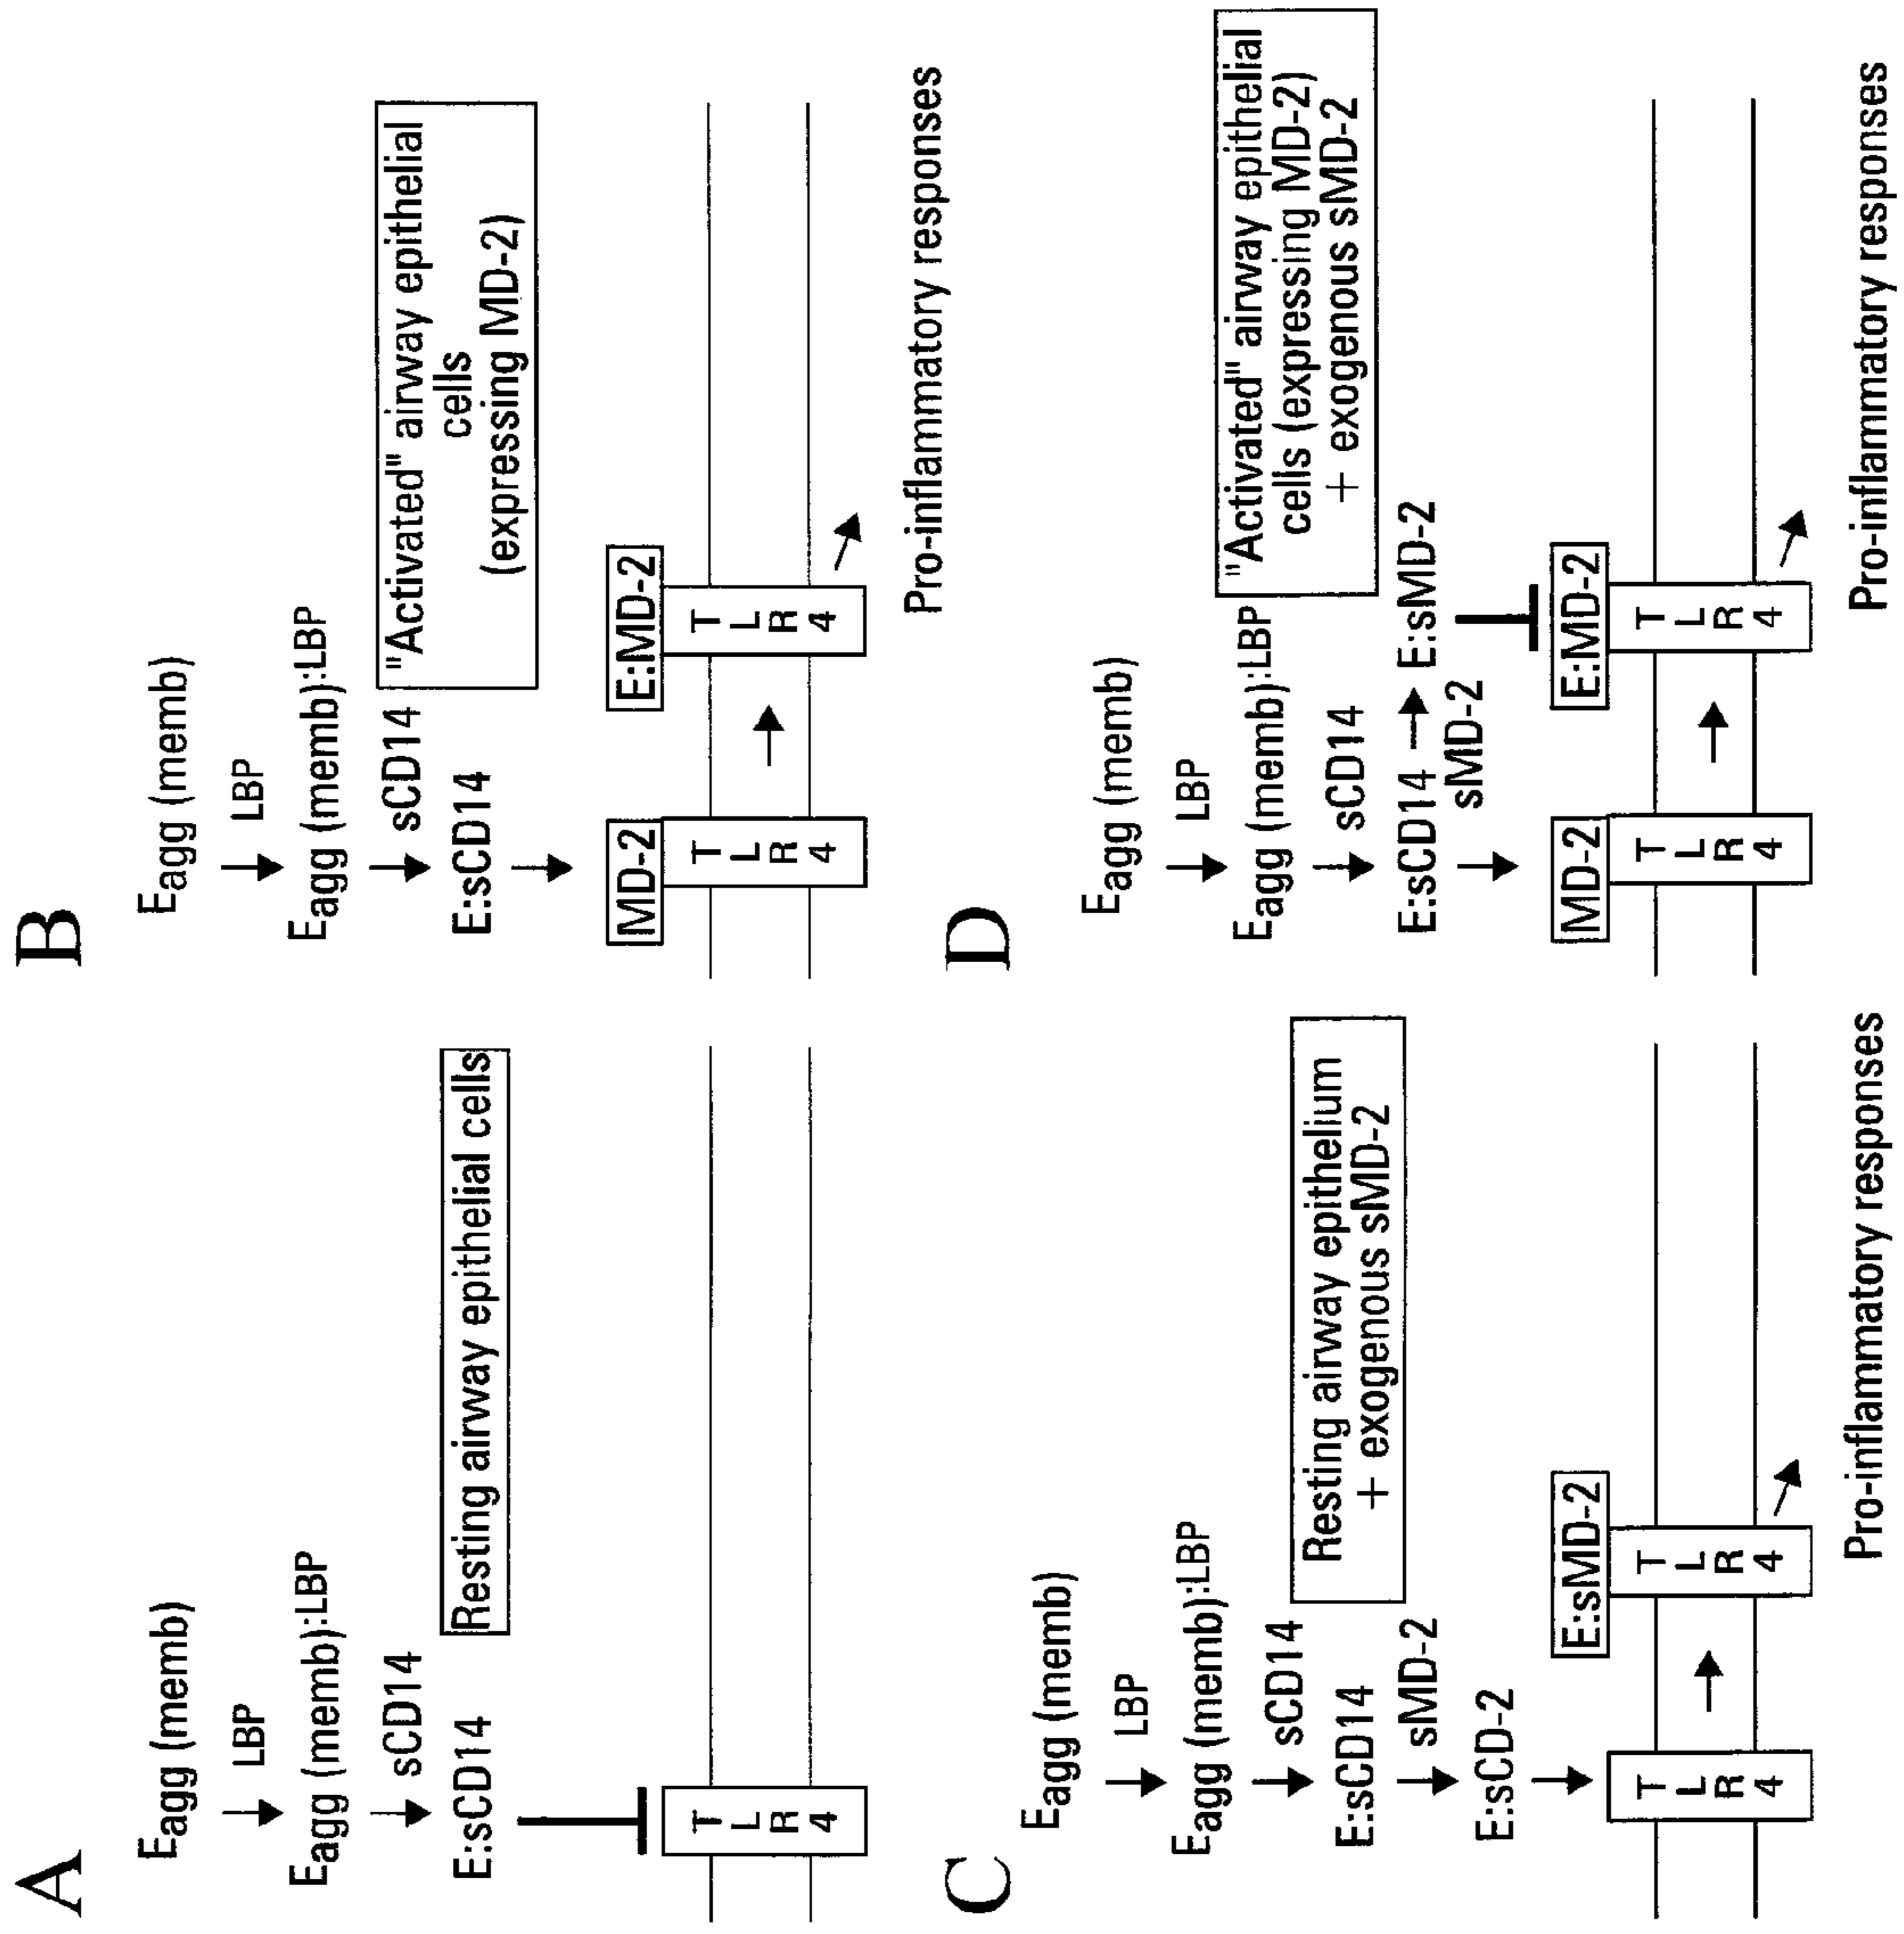 A
Eagg (memb)
LBP
Eagg (memb):LBP
sCD14
E:sCD14
Resting airway epithelial cells
T
L
R
4
B
Eagg (memb)
LBP
Eagg (memb):LBP
sCD14
E:sCD14
"Activated" airway epithelial
cells
(expressing MD-2)
MD-2
E:MD-2
T
L
R
4
T
L
R
4
Pro-inflammatory responses
C
Eagg (memb)
LBP
Eagg (memb):LBP
sCD14
E:sCD14
Resting airway epithelium
+ exogenous sMD-2
sMD-2
E:sCD-2
E:sMD-2
T
L
R
4
T
L
R
4
Pro-inflammatory responses
D
Eagg (memb)
LBP
Eagg (memb):LBP
sCD14
"Activated" airway epithelial
cells (expressing MD-2)
+ exogenous sMD-2
E:sCD14 E:sMD-2
sMD-2
MD-2
E:MD-2
T
L
R
4
T
L
R
4
Pro-inflammatory responses